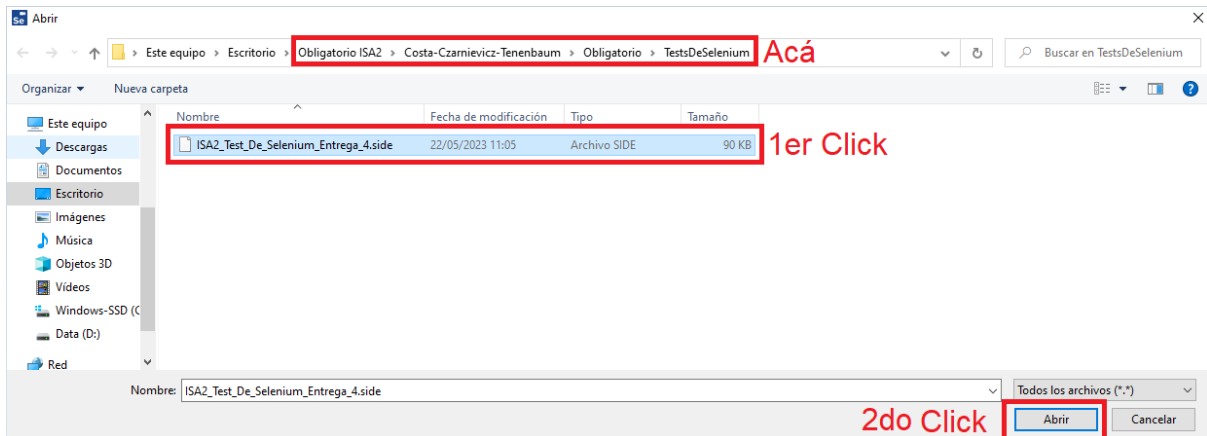 Se Abrir
Este equipo > Escritorio > Obligatorio ISA2 > Costa-Czarnievicz-Tenenbaum > Obligatorio > TestsDeSelenium
Acá
Buscar en TestsDeSelenium
Organizar
Nueva carpeta
?
Nombre
Fecha de modificación
Tipo
Tamaño
ISA2_Test_De_Selenium_Entrega_4.side
22/05/2023 11:05
Archivo SIDE
90 KB
1er Click
Este equipo
Descargas
Documentos
Escritorio
Imágenes
Música
Objetos 3D
Vídeos
Windows-SSD (C
Data (D:)
Red
Nombre:
ISA2_Test_De_Selenium_Entrega_4.side
Todos los archivos (*.*)
2do Click
Abrir
Cancelar